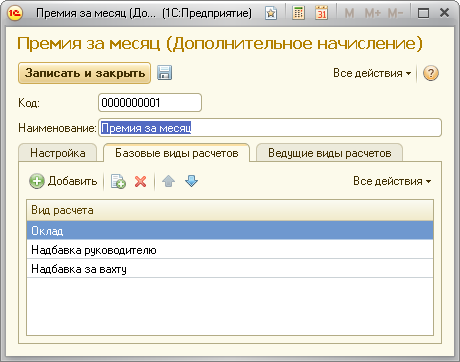 Премия за месяц (До... (1С:Предприятие)
M M+ M-
Премия за месяц (Дополнительное начисление)
Записать и закрыть
Все действия
Код: 0000000001
Наименование: Премия за месяц
Настройка Базовые виды расчетов Ведущие виды расчетов
Добавить Все действия
Вид расчета
Оклад
Надбавка руководителю
Надбавка за вахту